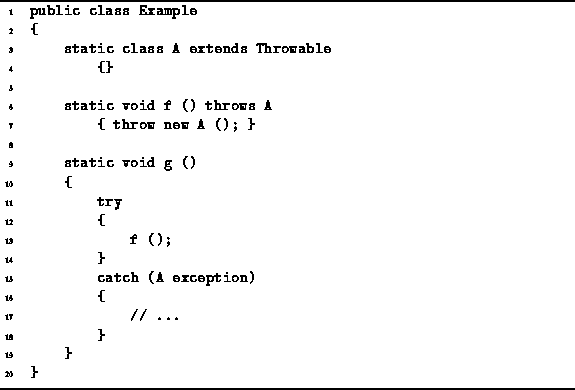 1 public class Example
2 {
3 static class A extends Throwable
4 {}
5
6 static void f () throws A
7 { throw new A (); }
8
9 static void g ()
10 {
11 try
12 {
13 f ();
14 }
15 catch (A exception)
16 {
17 // ...
18 }
19 }
20 }